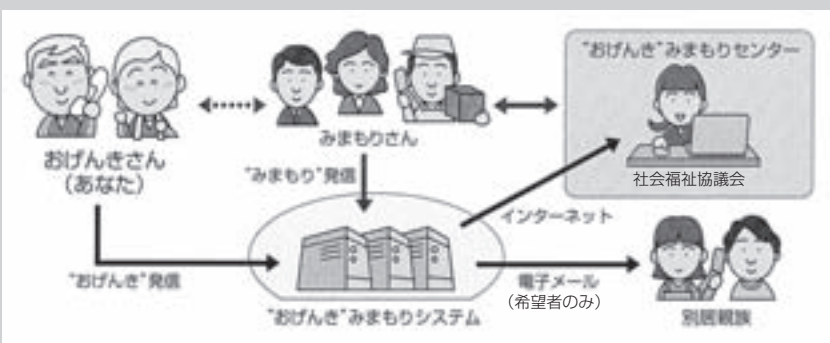 "おげんき"みまもりセンター
みまもりさん
おげんきさん
(あなた)
"みまもり"発信
社会福祉協議会
インターネット
"おげんき"発信
電子メール
(希望者のみ)
"おげんき"みまもりシステム
別居親族